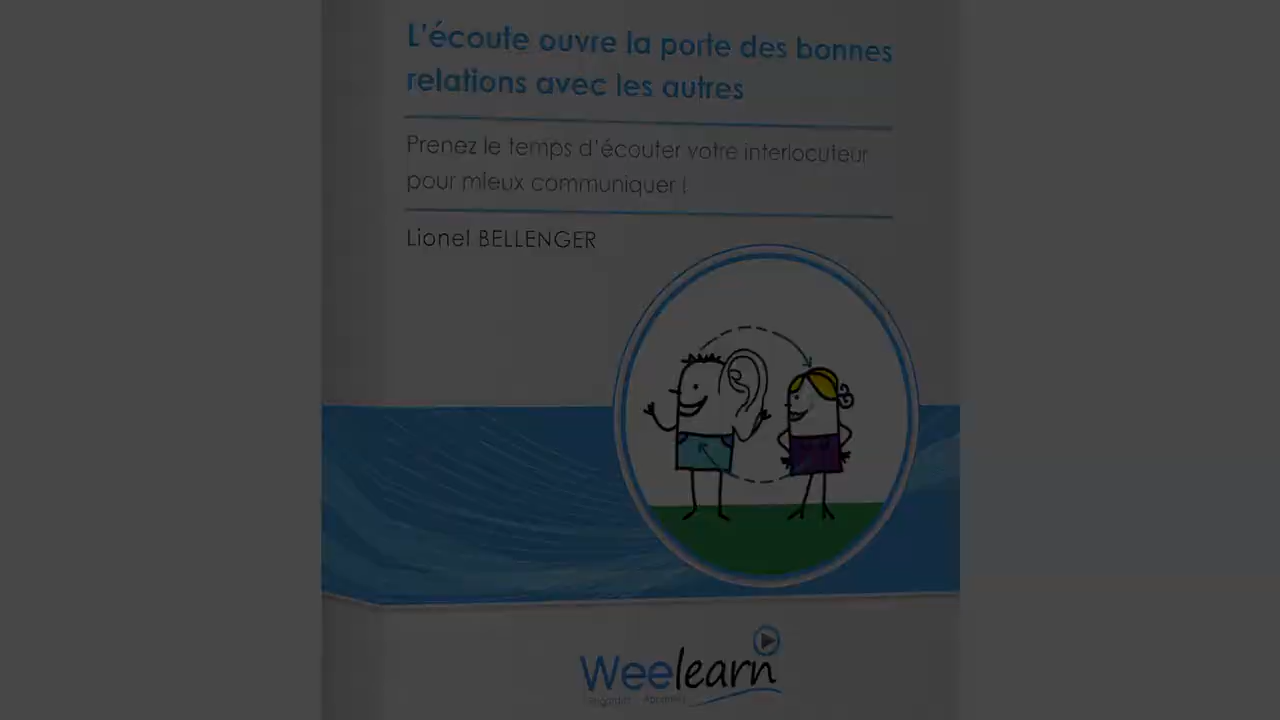 L'écoute ouvre la porte des bonnes
relations avec les autres
Prenez le temps d'écouter votre interlocuteur
pour mieux communiquer !
Lionel BELLENGER
Weelearn